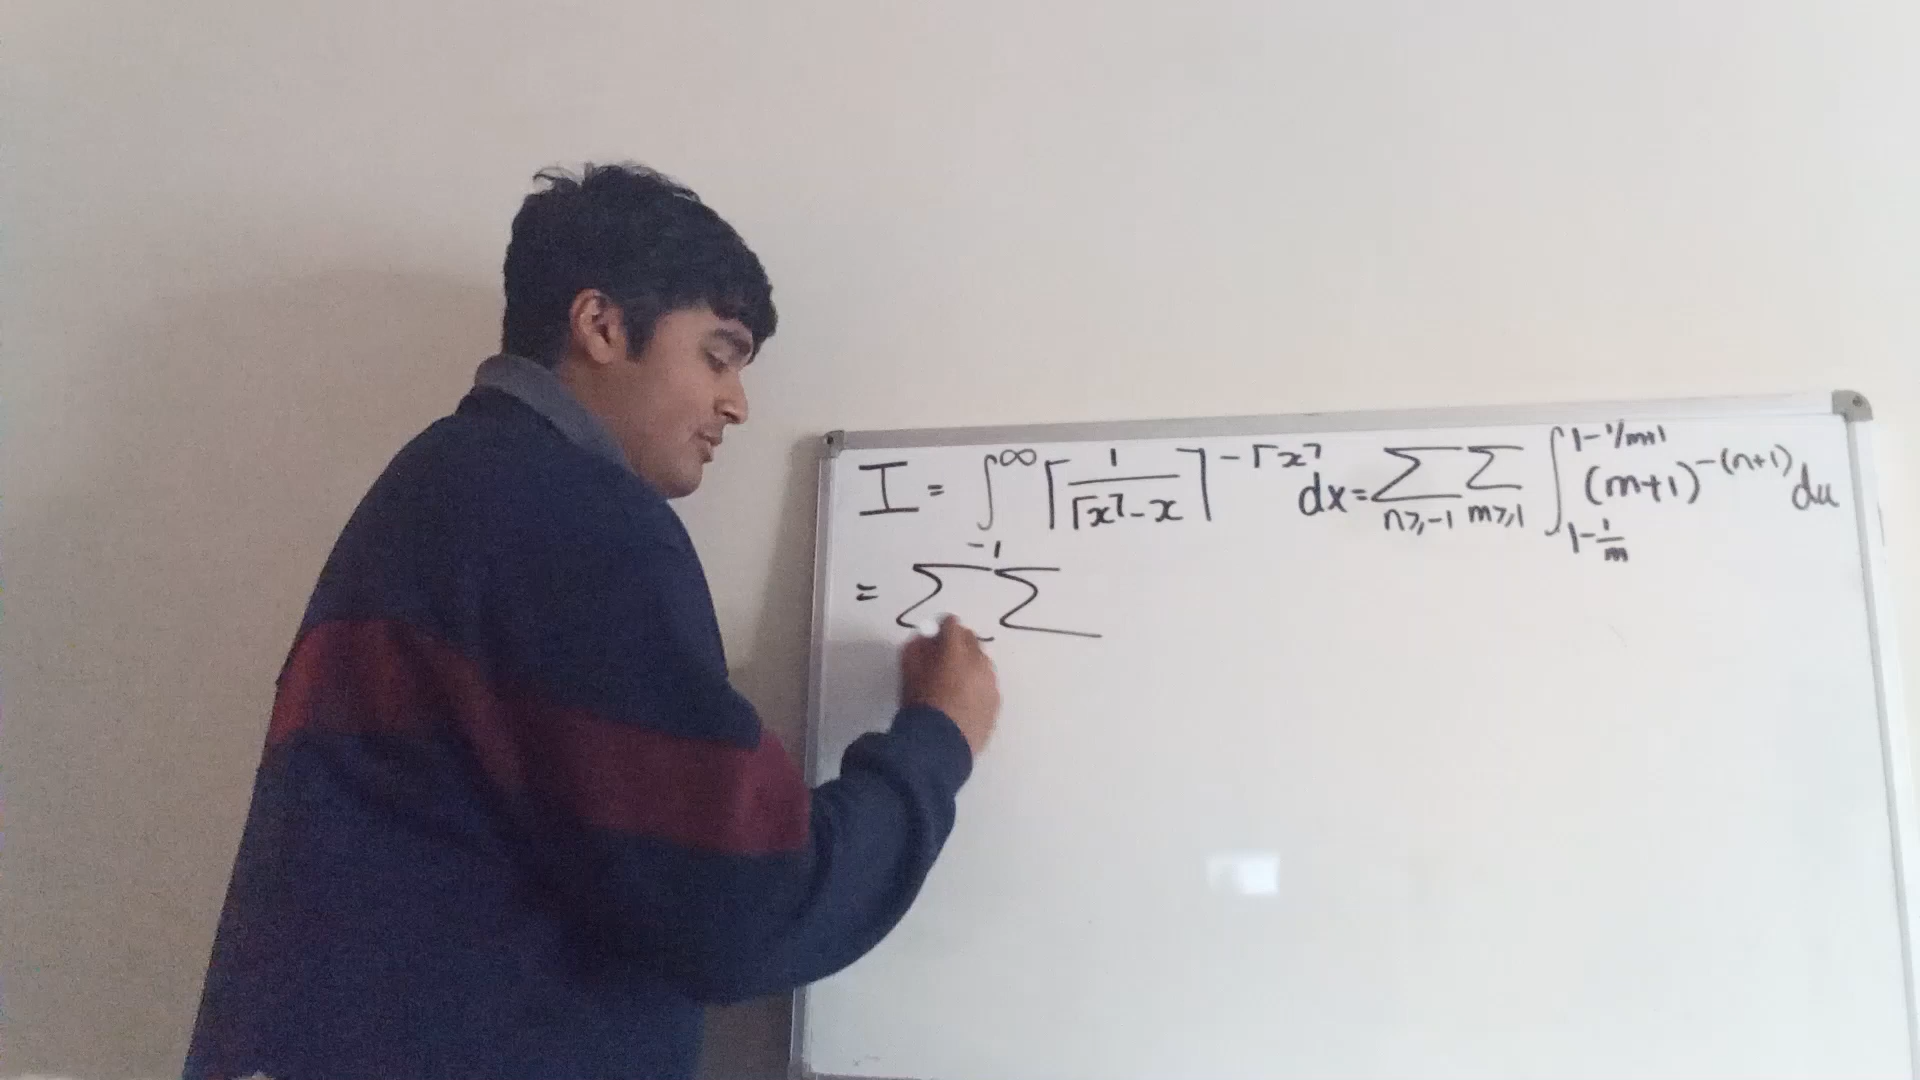 I = ∫_{-1}^{∞} ⌈1/(⌈x⌉-x)⌉^{-⌈x⌉} dx = Σ_{n≥-1} Σ_{m≥1} ∫_{1-1/m}^{1-1/m+1} (m+1)^{-(n+1)} du
= Σ Σ